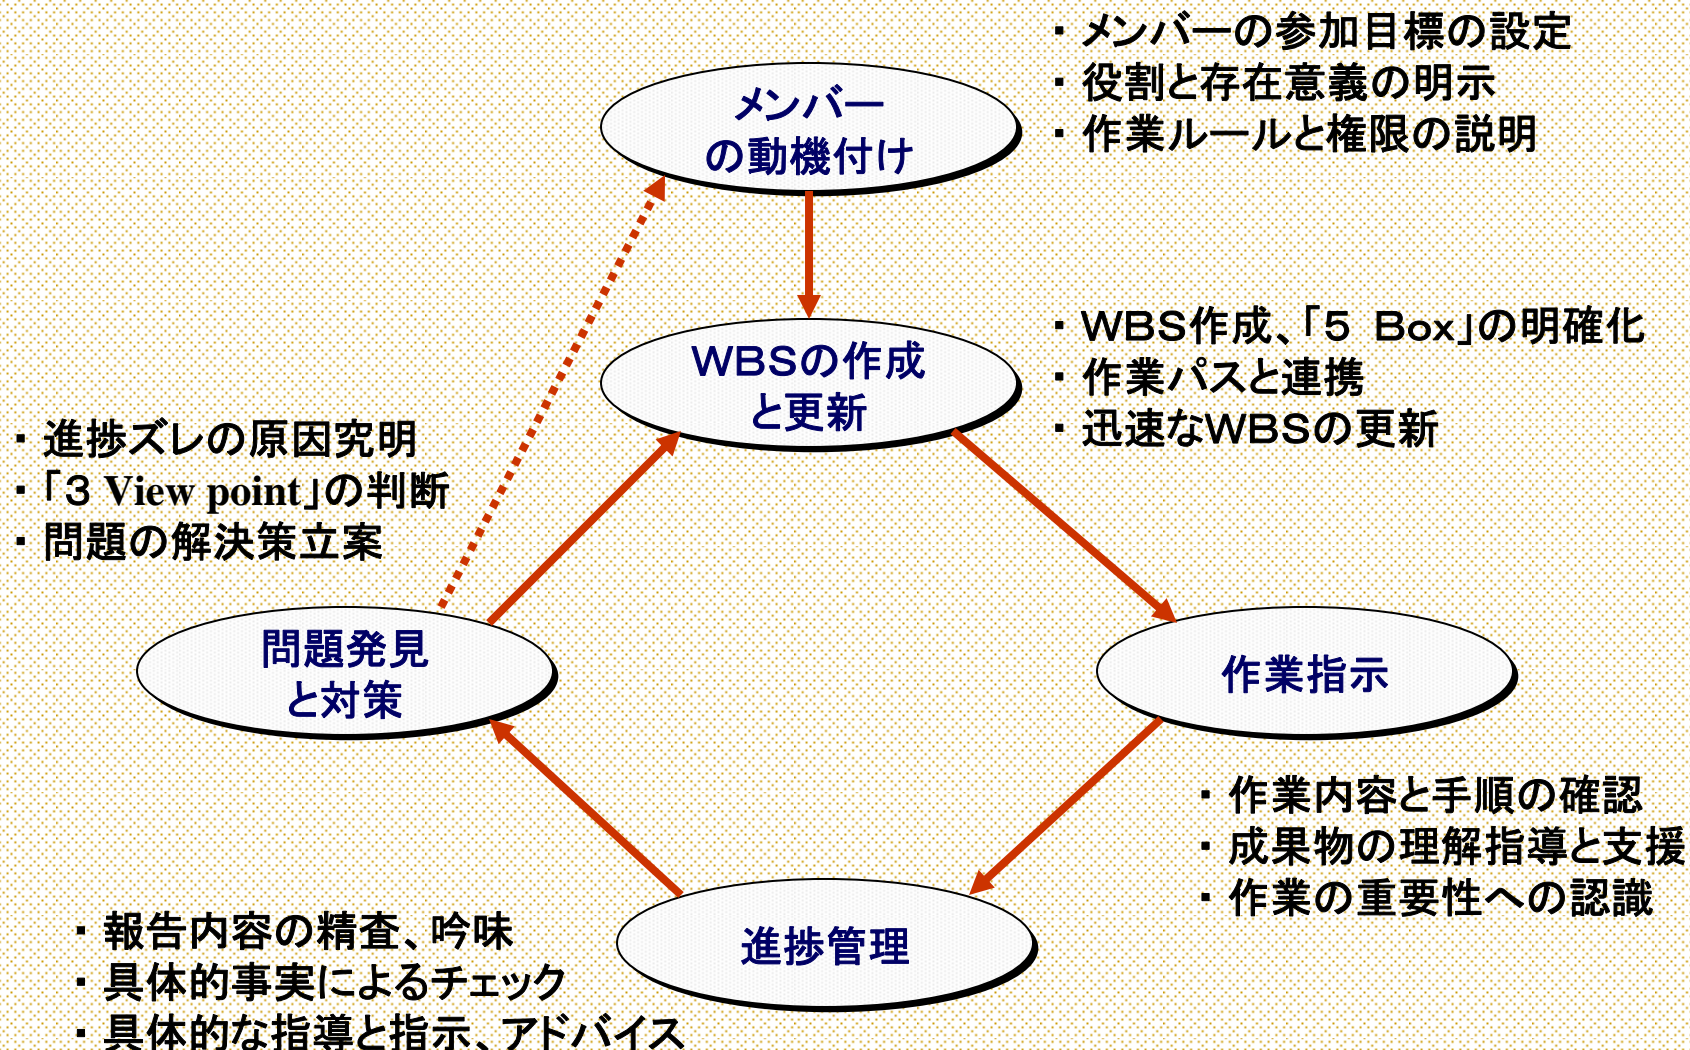 ・メンバーの参加目標の設定
・役割と存在意義の明示
・作業ルールと権限の説明
メンバー
の動機付け
・WBS作成、「5 Box」の明確化
・作業パスと連携
・迅速なWBSの更新
WBSの作成
と更新
・進捗ズレの原因究明
・「3 View point」の判断
・問題の解決策立案
問題発見
と対策
作業指示
・作業内容と手順の確認
・成果物の理解指導と支援
・作業の重要性への認識
進捗管理
・報告内容の精査、吟味
・具体的事実によるチェック
・具体的な指導と指示、アドバイス